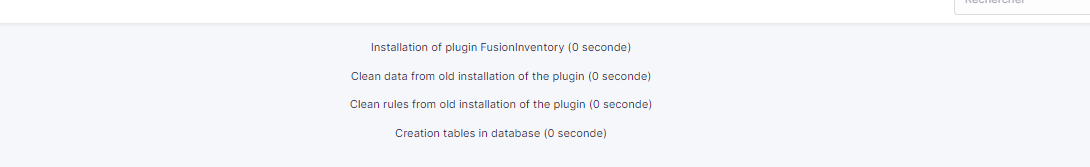 Rechercher
Installation of plugin FusionInventory (0 seconde)
Clean data from old installation of the plugin (0 seconde)
Clean rules from old installation of the plugin (0 seconde)
Creation tables in database (0 seconde)